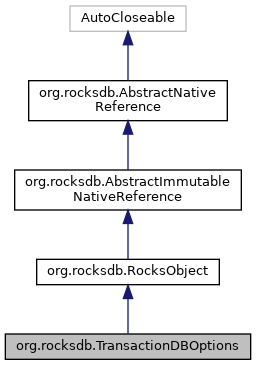 AutoCloseable
org.rocksdb.AbstractNative
Reference
org.rocksdb.AbstractImmutable
NativeReference
org.rocksdb.RocksObject
org.rocksdb.TransactionDBOptions